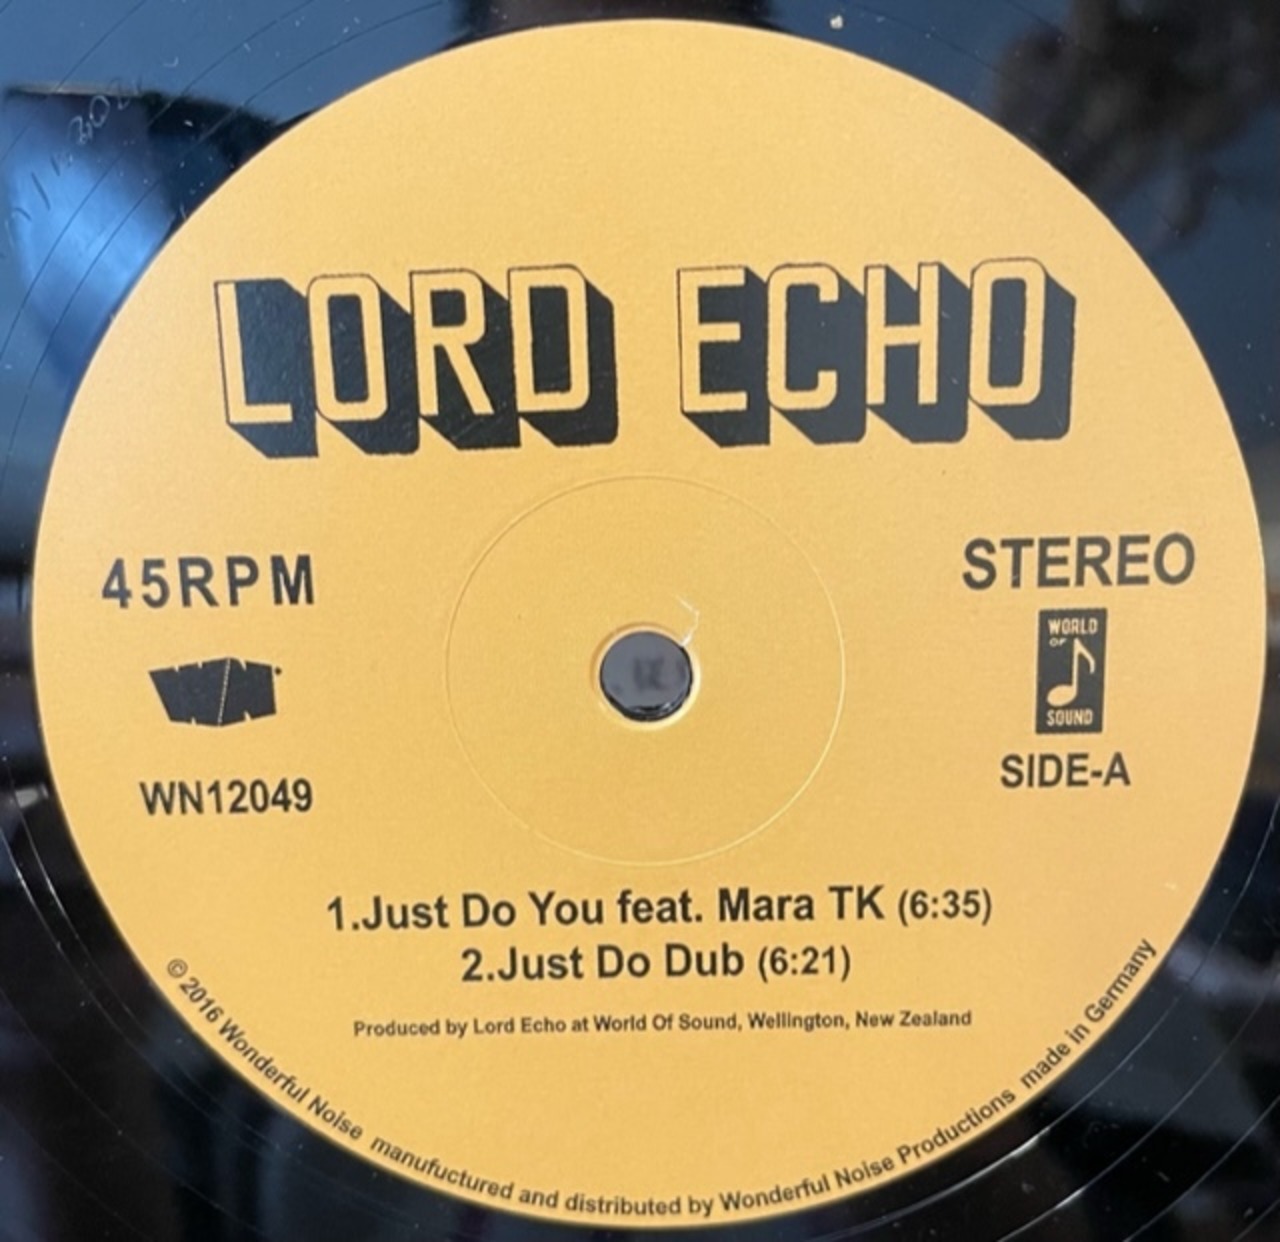 LORD ECHO
45RPM
STEREO
WORLD
OF
SOUND
WN12049
SIDE-A
1.Just Do You feat. Mara TK (6:35)
2.Just Do Dub (6:21)
Produced by Lord Echo at World Of Sound, Wellington, New Zealand
© 2016 Wonderful Noise manufuctured and distributed by Wonderful Noise Productions made in Germany